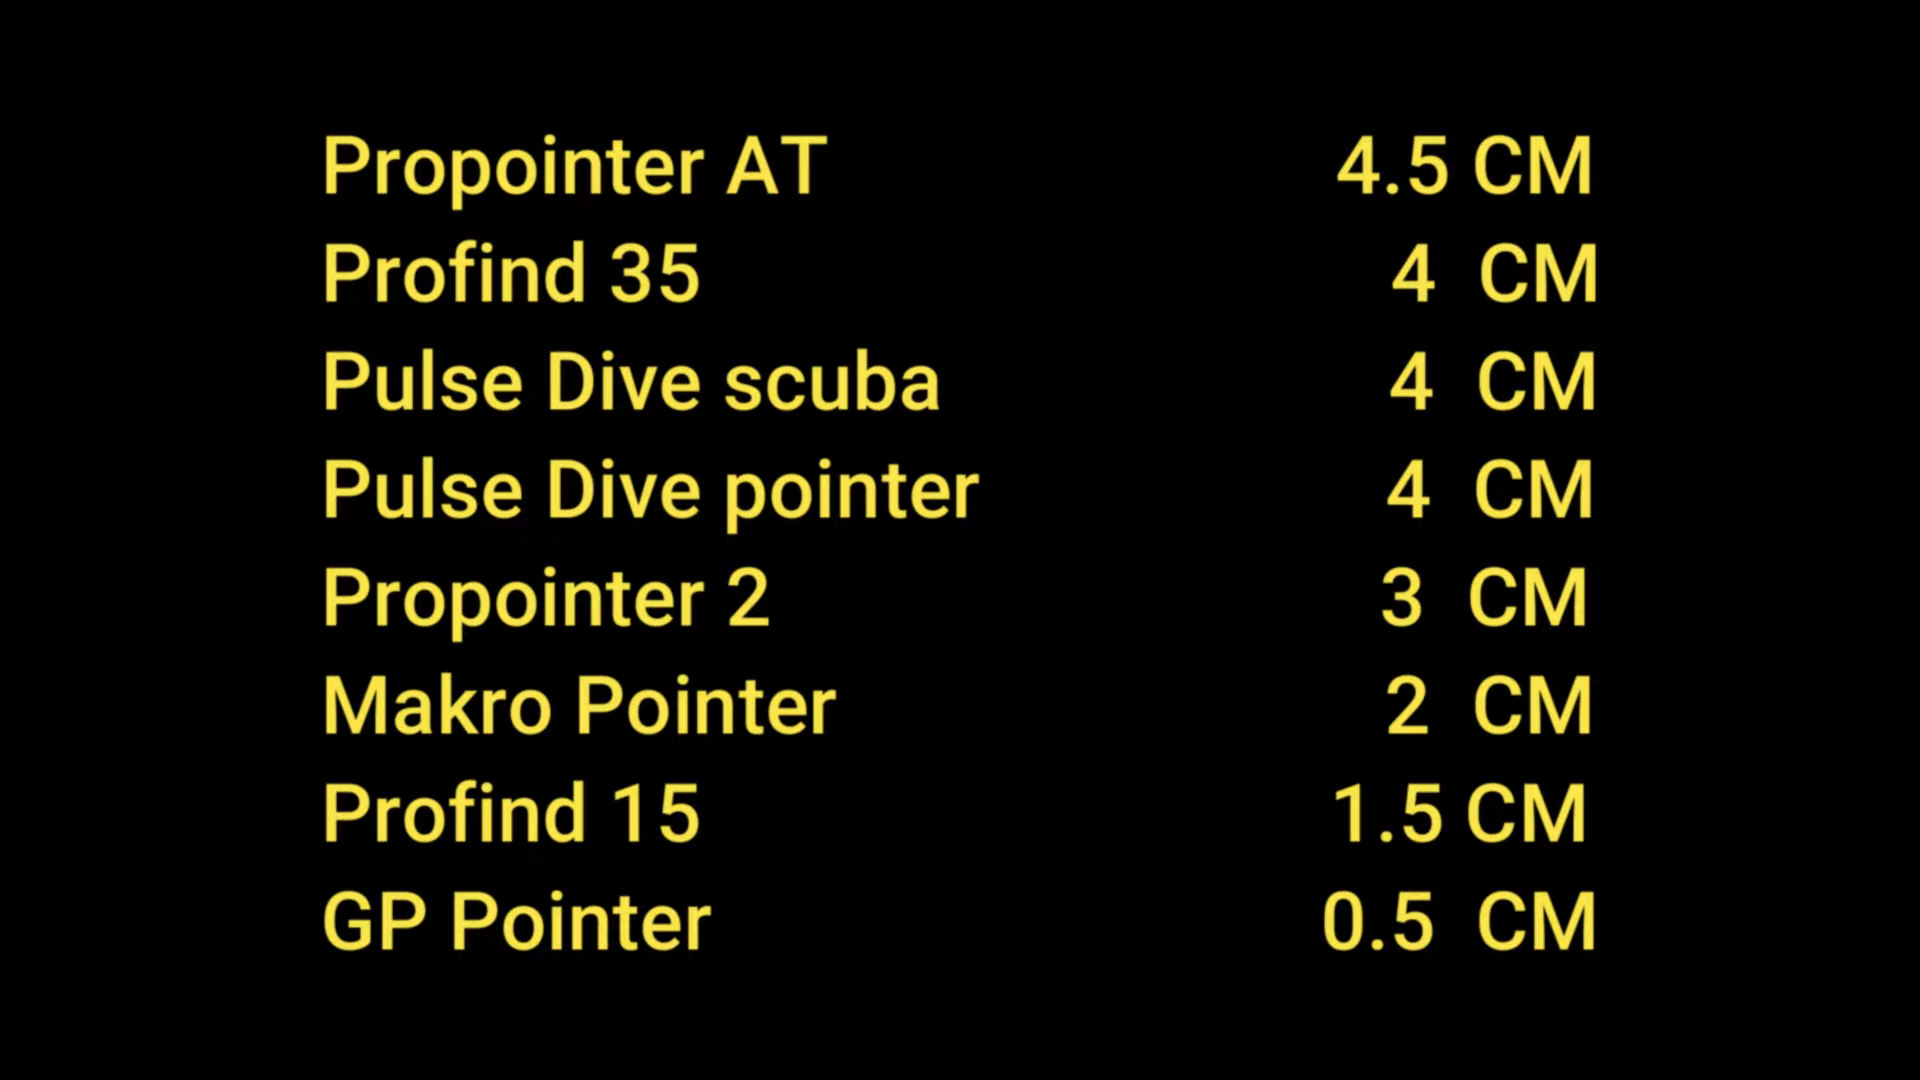 Propointer AT 4.5 CM
Profind 35 4 CM
Pulse Dive scuba 4 CM
Pulse Dive pointer 4 CM
Propointer 2 3 CM
Makro Pointer 2 CM
Profind 15 1.5 CM
GP Pointer 0.5 CM